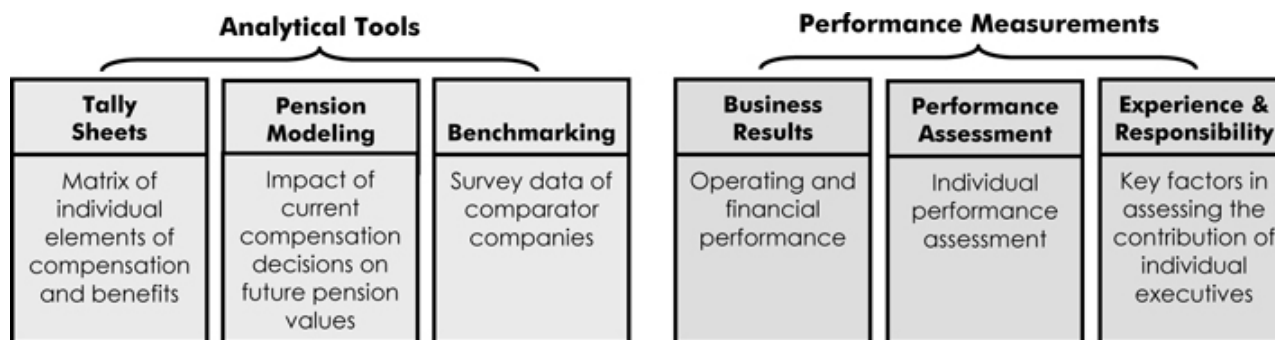 Analytical Tools
Tally
Sheets
Matrix of
individual
elements of
compensation
and benefits
Pension
Modeling
Impact of
current
compensation
decisions on
future pension
values
Benchmarking
Survey data of
comparator
companies
Performance Measurements
Business
Results
Operating and
financial
performance
Performance
Assessment
Individual
performance
assessment
Experience &
Responsibility
Key factors in
assessing the
contribution of
individual
executives